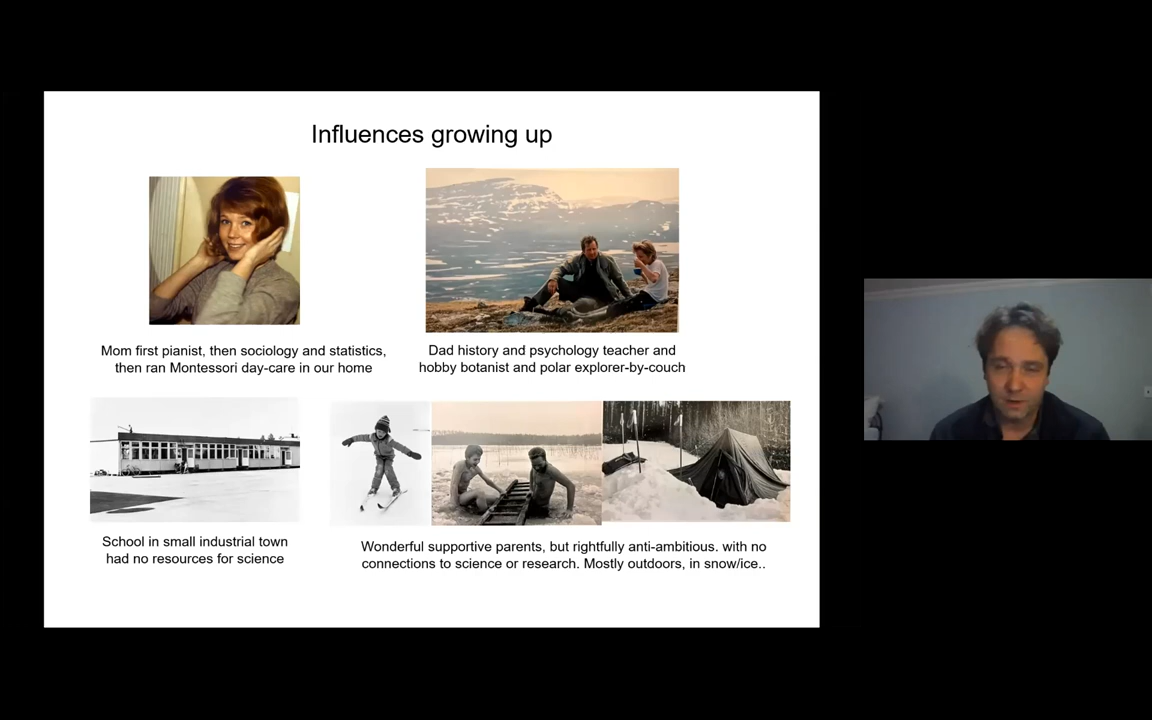 Influences growing up
Mom first pianist, then sociology and statistics,
then ran Montessori day-care in our home
Dad history and psychology teacher and
hobby botanist and polar explorer-by-couch
School in small industrial town
had no resources for science
Wonderful supportive parents, but rightfully anti-ambitious. with no
connections to science or research. Mostly outdoors, in snow/ice..